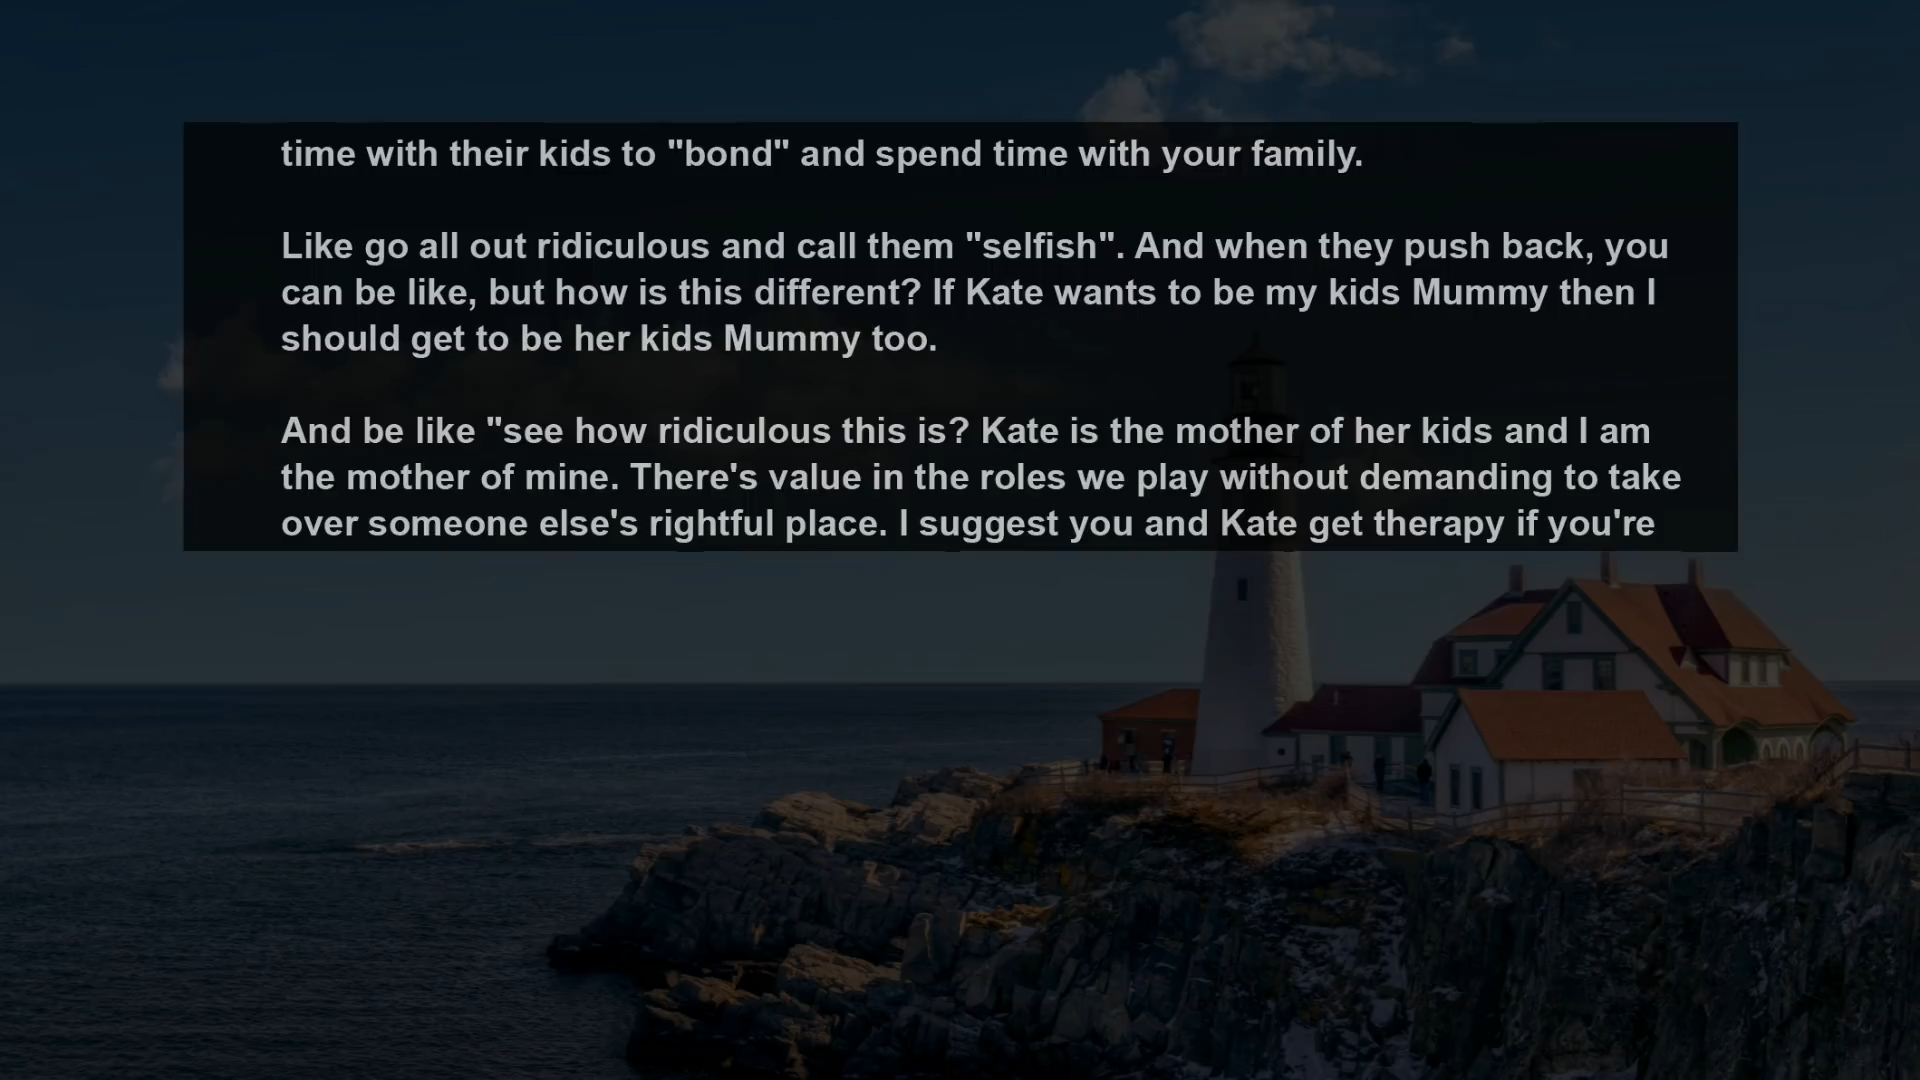 time with their kids to "bond" and spend time with your family.
Like go all out ridiculous and call them "selfish". And when they push back, you
can be like, but how is this different? If Kate wants to be my kids Mummy then I
should get to be her kids Mummy too.
And be like "see how ridiculous this is? Kate is the mother of her kids and I am
the mother of mine. There's value in the roles we play without demanding to take
over someone else's rightful place. I suggest you and Kate get therapy if you're